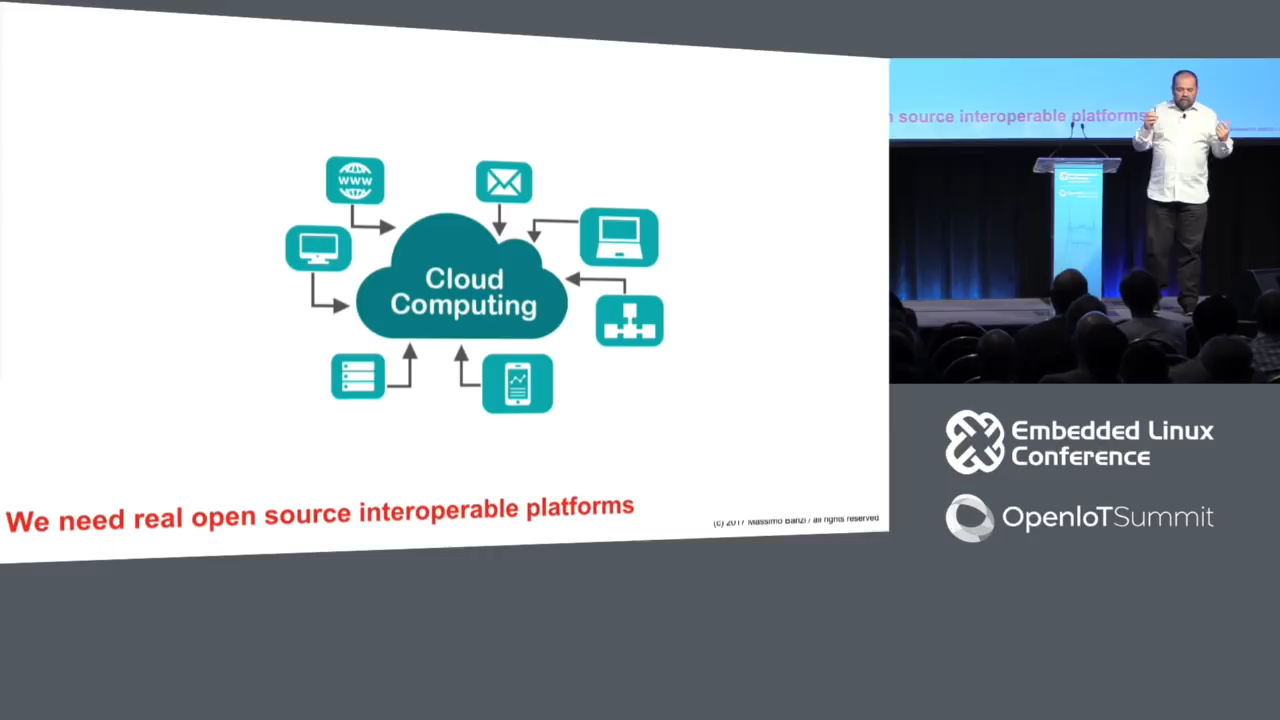 www
Cloud
Computing
We need real open source interoperable platforms
(c) 2017 Massimo Banzi / all rights reserved
source interoperable platforms
Embedded Linux
Conference
OpenIoTSummit